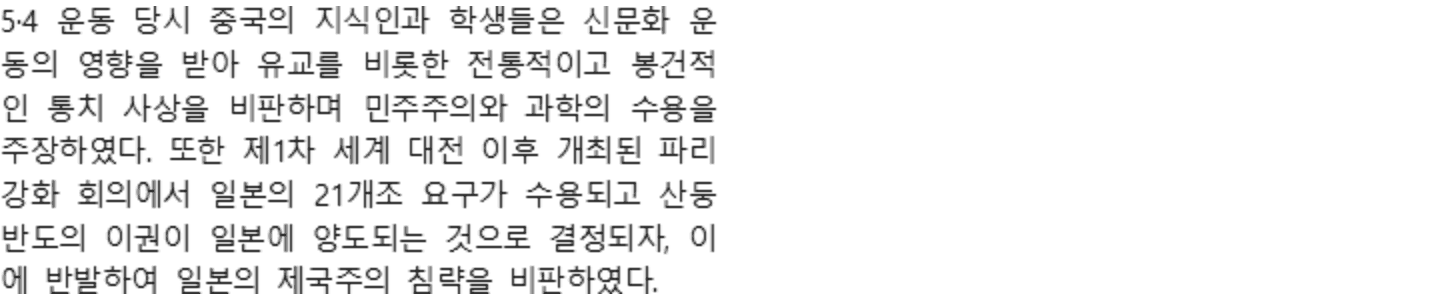 5·4 운동 당시 중국의 지식인과 학생들은 신문화 운
동의 영향을 받아 유교를 비롯한 전통적이고 봉건적
인 통치 사상을 비판하며 민주주의와 과학의 수용을
주장하였다. 또한 제1차 세계 대전 이후 개최된 파리
강화 회의에서 일본의 21개조 요구가 수용되고 산둥
반도의 이권이 일본에 양도되는 것으로 결정되자, 이
에 반발하여 일본의 제국주의 침략을 비판하였다.